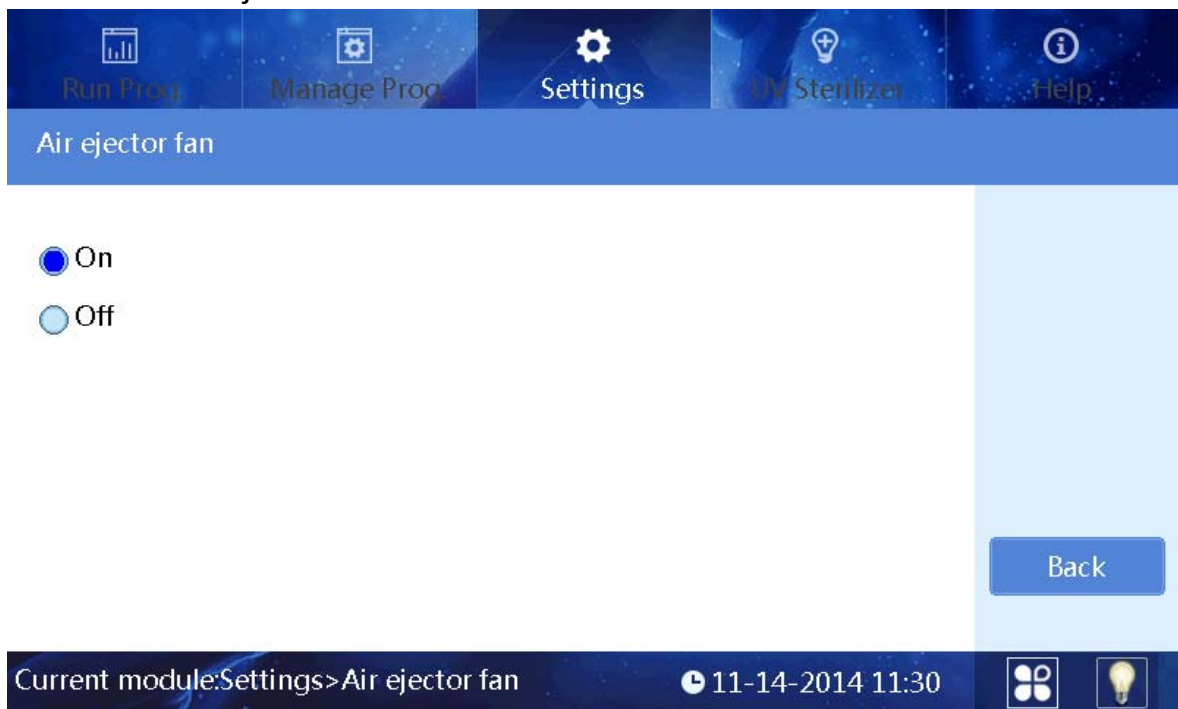 Run Prog.
Manage Prog.
Settings
UV Sterilizer
Help
Air ejector fan
On
Off
Back
Current module:Settings>Air ejector fan
11-14-2014 11:30